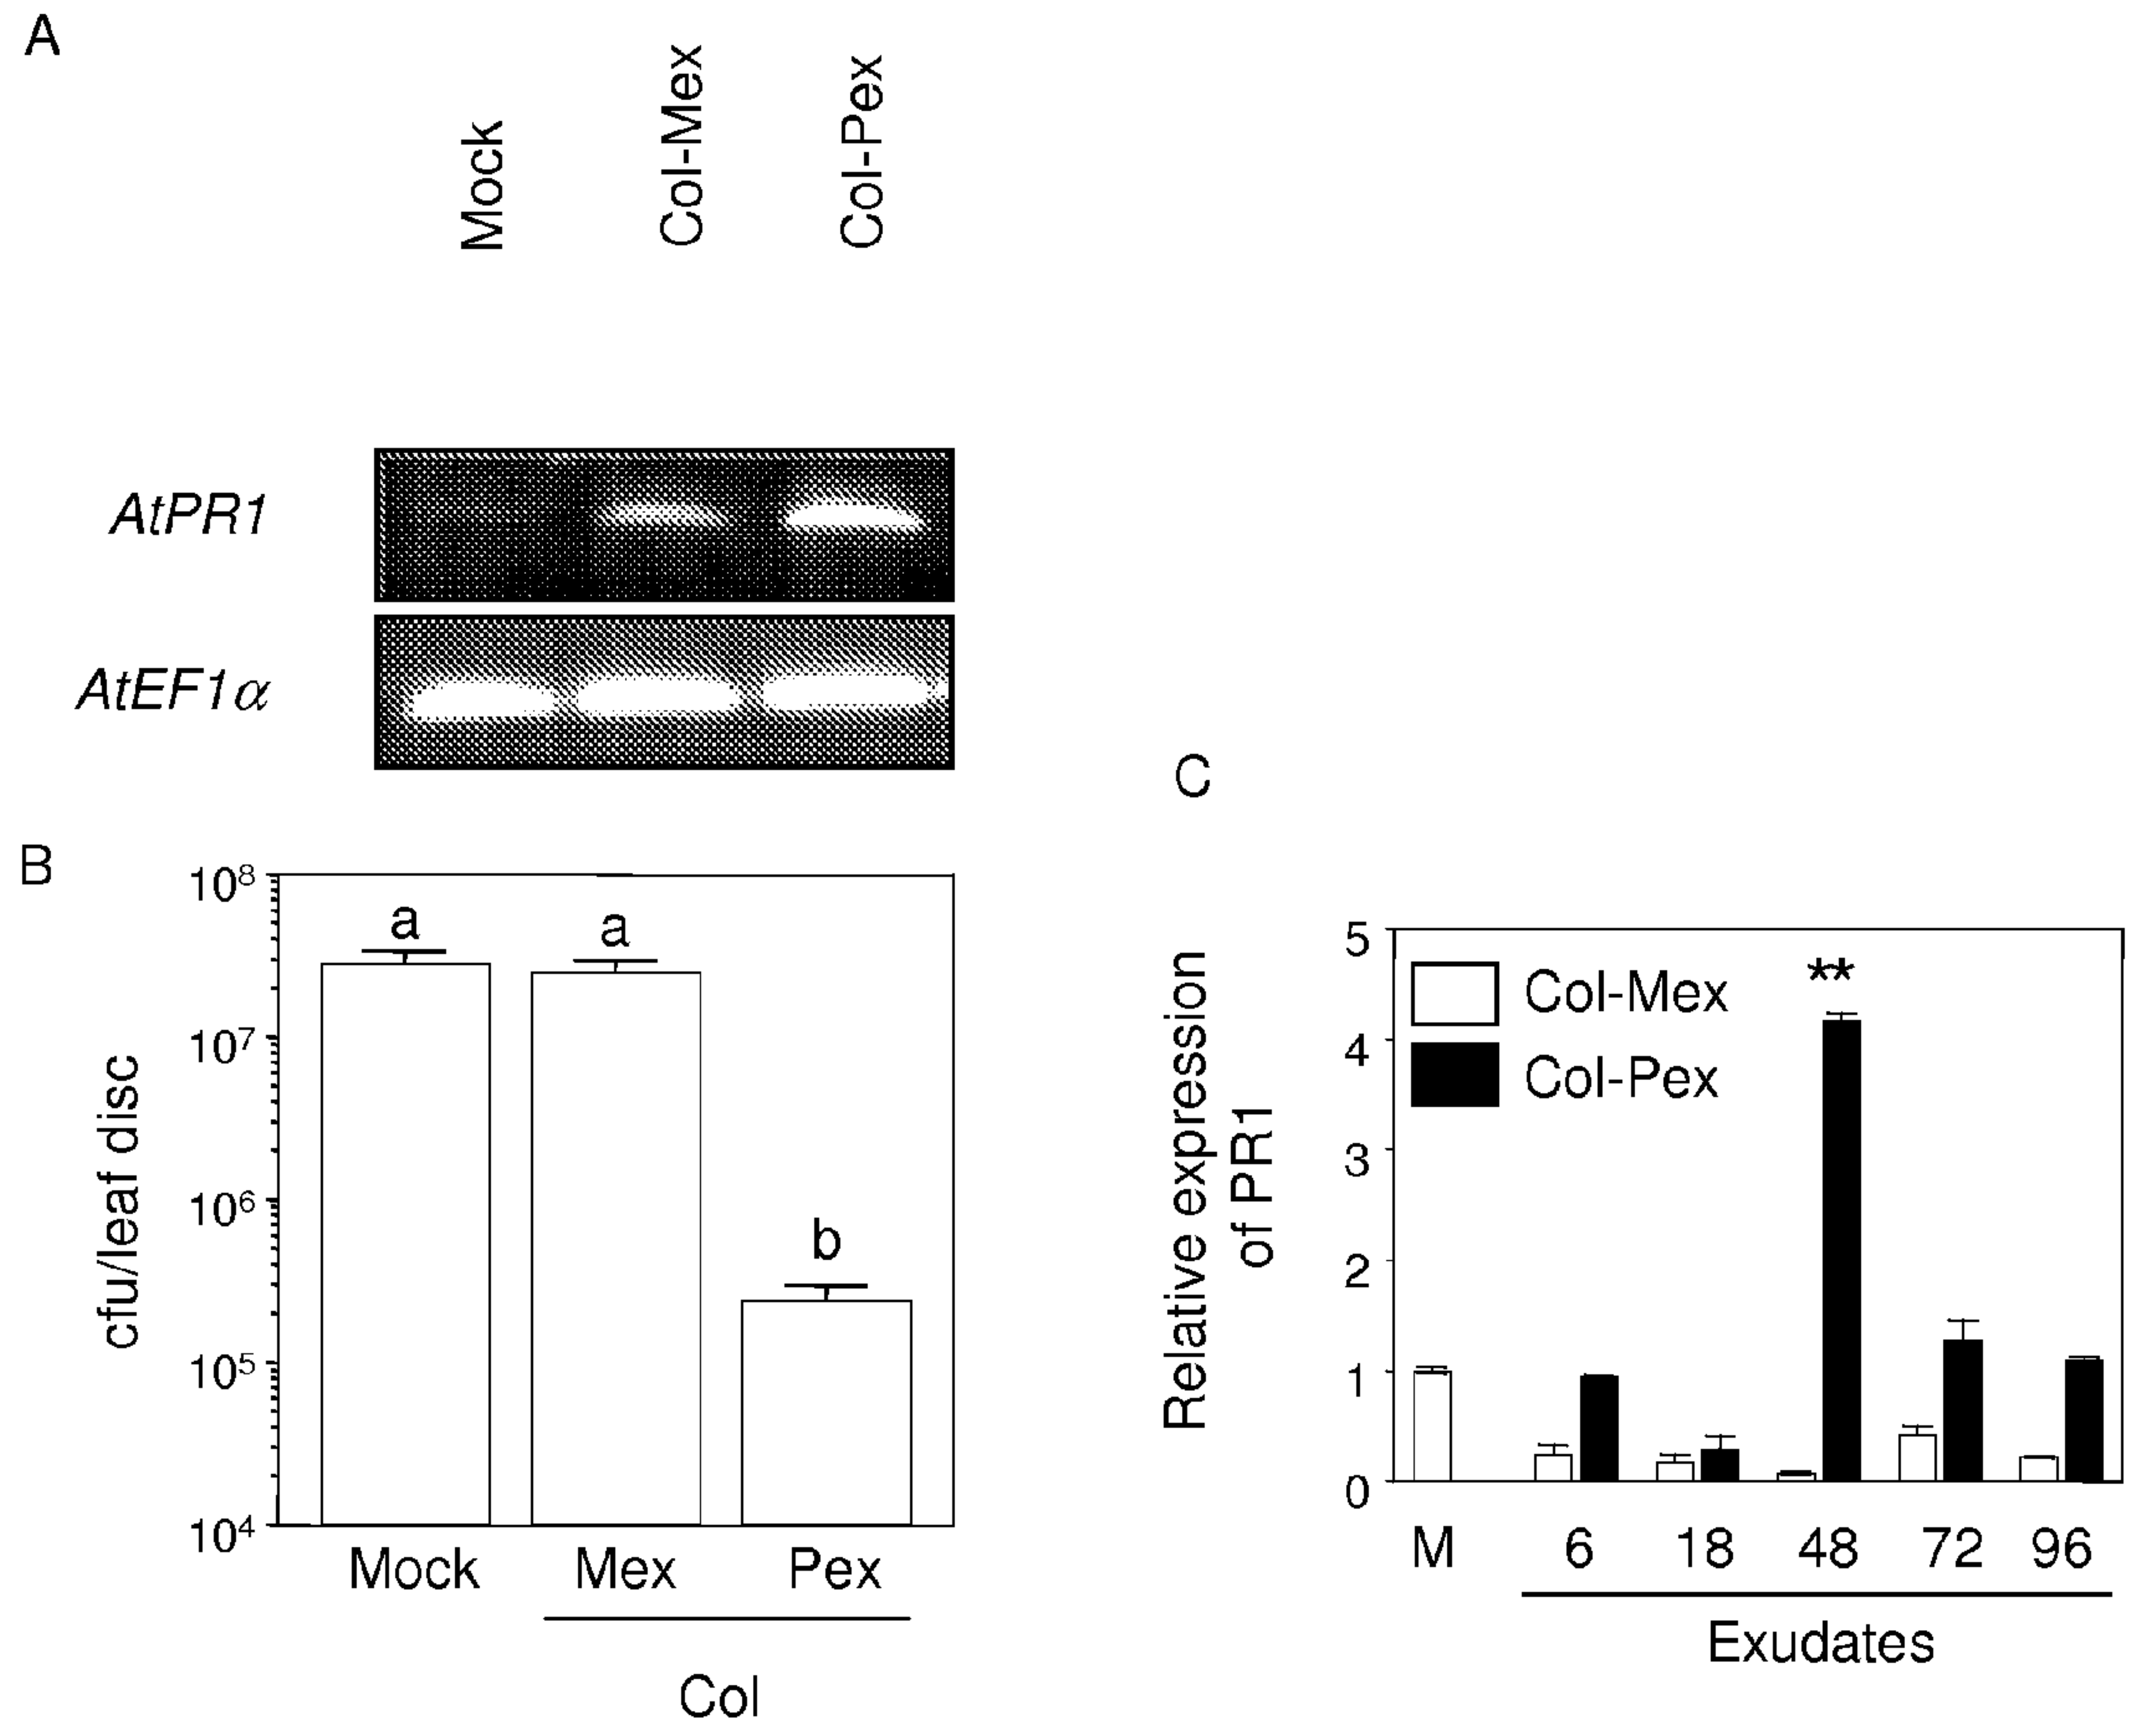 A
Mock
Col-Mex
Col-Pex
AtPR1
AtEF1α
B
10⁸
10⁷
10⁶
10⁵
10⁴
cfu/leaf disc
a
a
b
Mock Mex Pex
Col
C
Relative expression
of PR1
5
4
3
2
1
0
Col-Mex
Col-Pex
**
M 6 18 48 72 96
Exudates